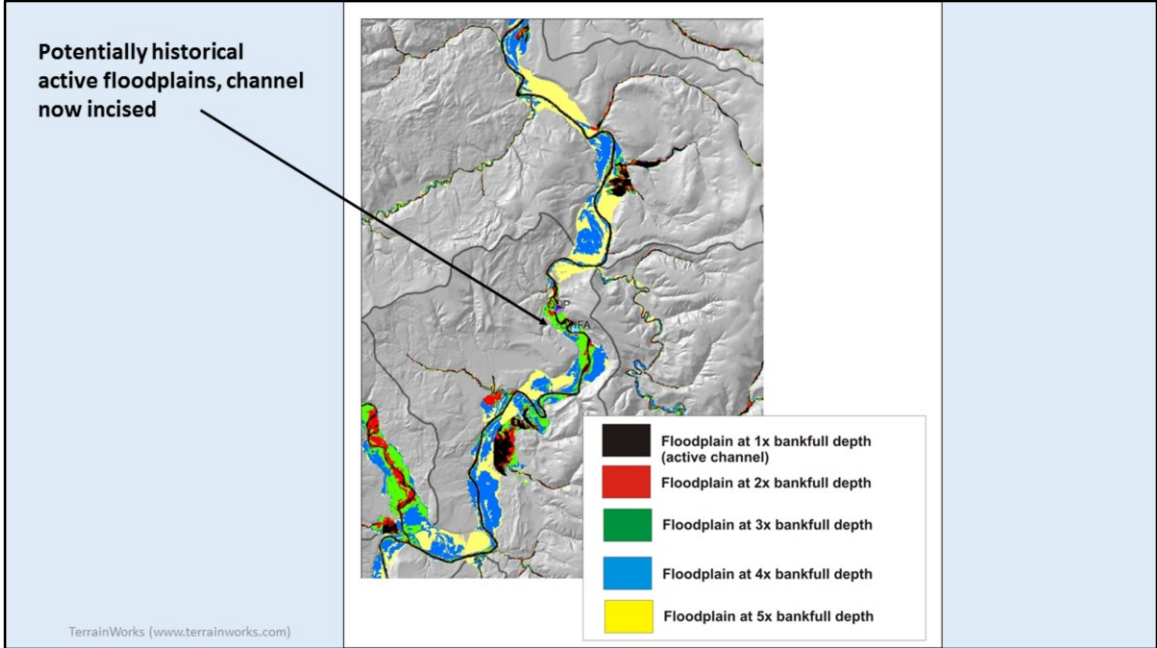 Potentially historical
active floodplains, channel
now incised
Floodplain at 1x bankfull depth
(active channel)
Floodplain at 2x bankfull depth
Floodplain at 3x bankfull depth
Floodplain at 4x bankfull depth
Floodplain at 5x bankfull depth
TerrainWorks (www.terrainworks.com)